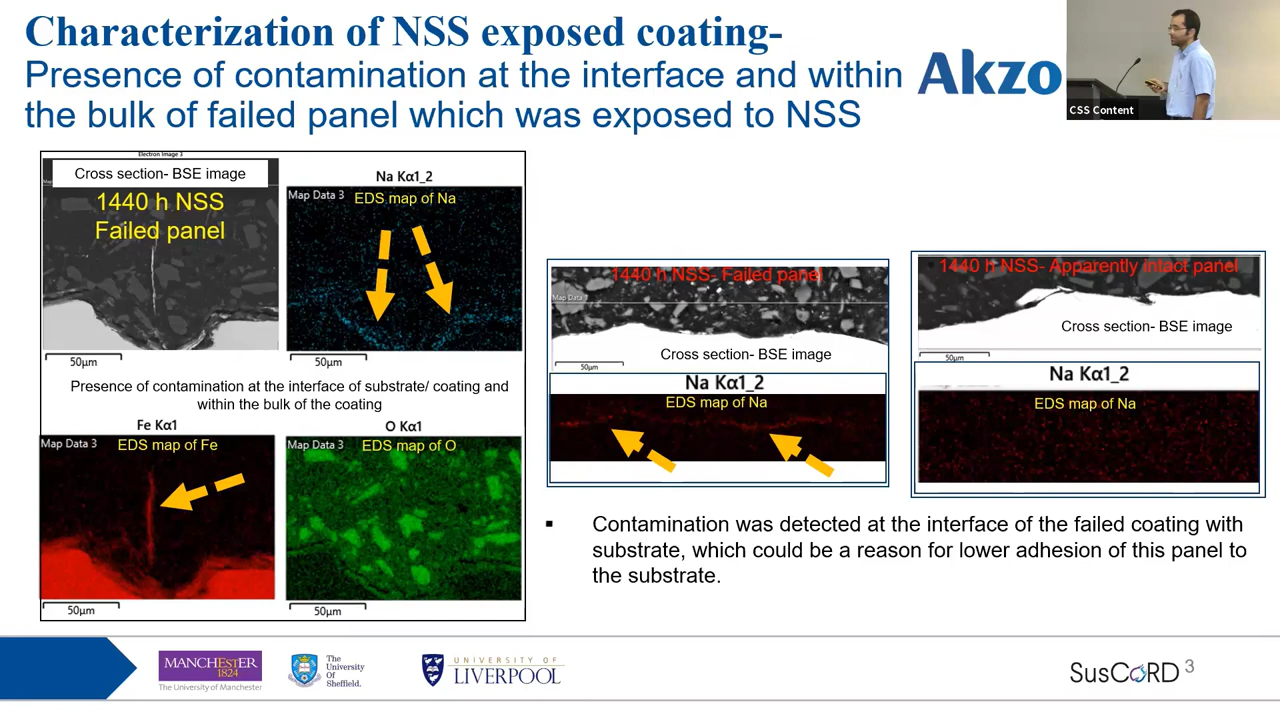 Characterization of NSS exposed coating-
Presence of contamination at the interface and within
the bulk of failed panel which was exposed to NSS
Akzo
CSS Content
Electron Image 3
Cross section- BSE image
1440 h NSS
Failed panel
50µm
Na Kα1_2
Map Data 3
EDS map of Na
50µm
Presence of contamination at the interface of substrate/ coating and
within the bulk of the coating
Fe Kα1
Map Data 3
EDS map of Fe
50µm
O Kα1
Map Data 3
EDS map of O
50µm
1440 h NSS- Failed panel
Map Data
Cross section- BSE image
50µm
Na Kα1_2
EDS map of Na
1440 h NSS- Apparently intact panel
Cross section- BSE image
50µm
Na Kα1_2
EDS map of Na
▪ Contamination was detected at the interface of the failed coating with
substrate, which could be a reason for lower adhesion of this panel to
the substrate.
MANCHESTER
1824
The University of Manchester
The
University
Of
Sheffield.
UNIVERSITY OF
LIVERPOOL
SusCoRD
3